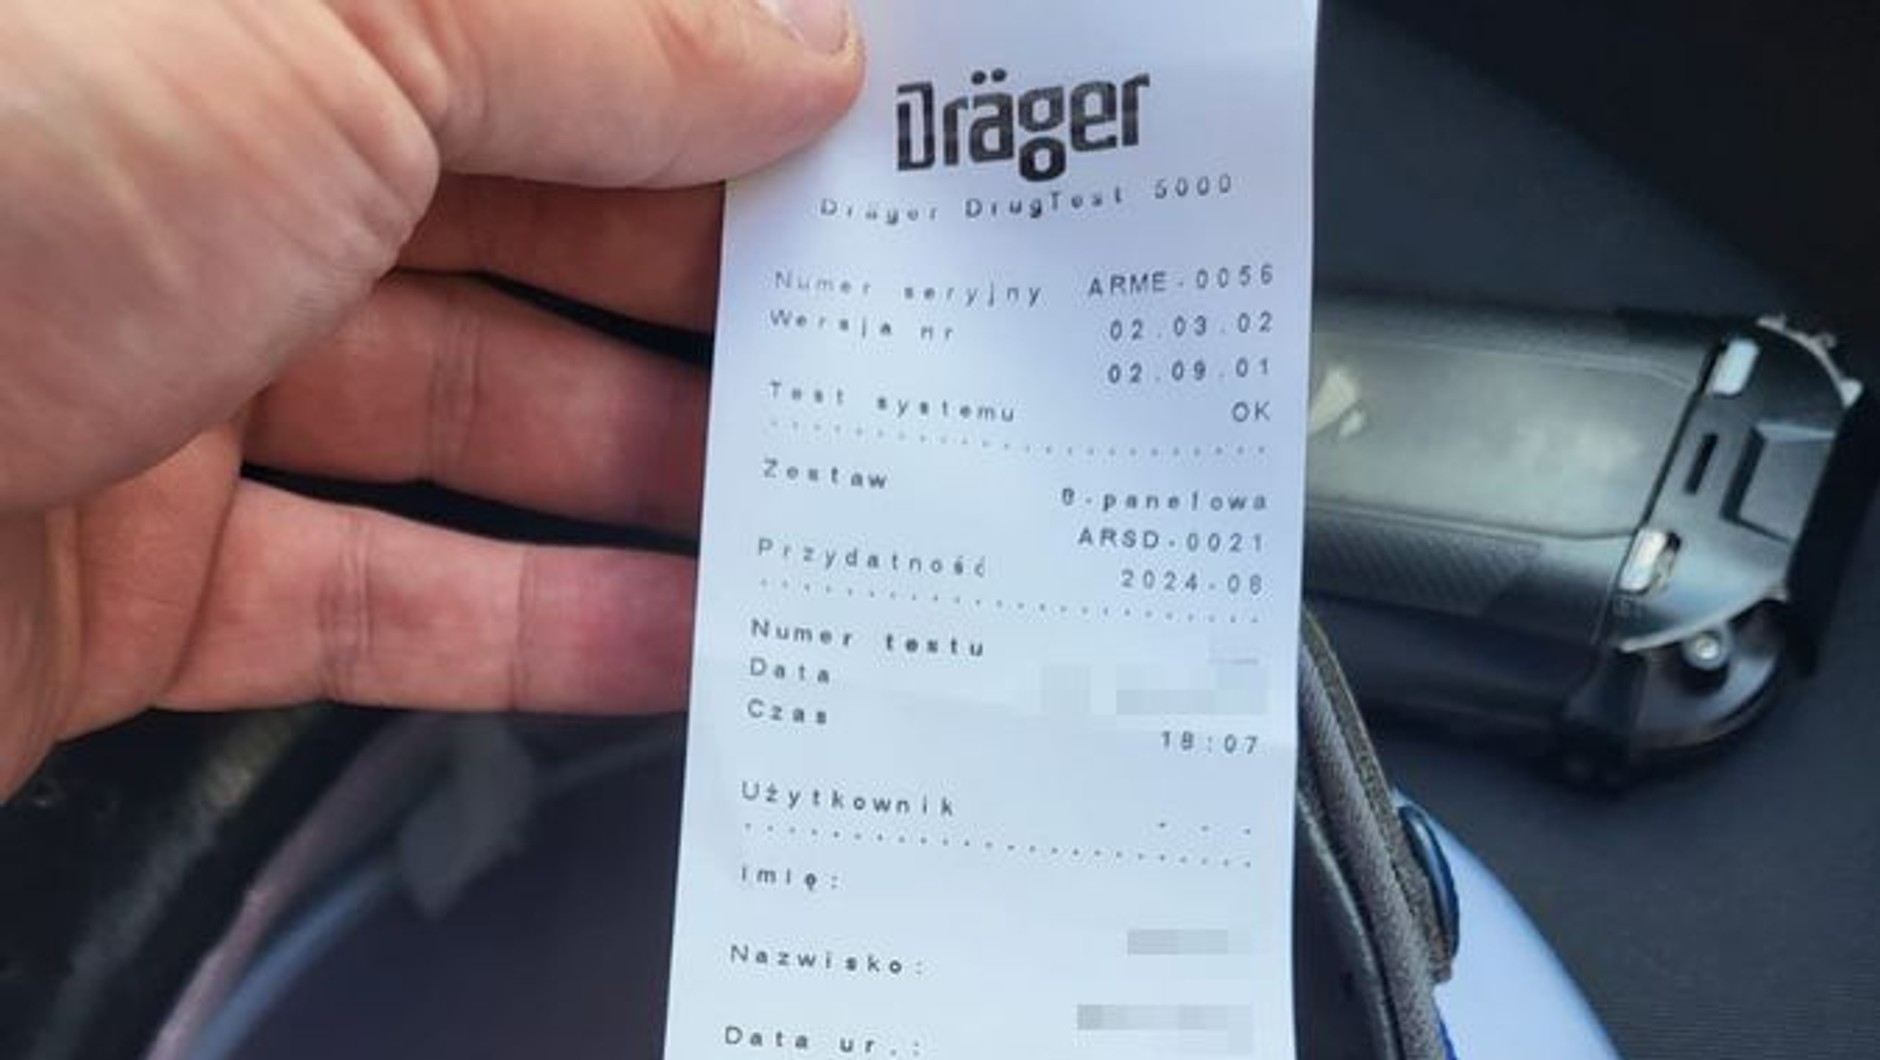 Dräger
Dräger DrugTest 5000
Numer seryjny ARME-0056
Wersja nr 02.03.02
02.09.01
Test systemu OK
Zestaw 8-panelowa
ARSD-0021
Przydatność 2024-08
Numer testu
Data
Czas 18:07
Użytkownik - - -
imię:
Nazwisko:
Data ur.: